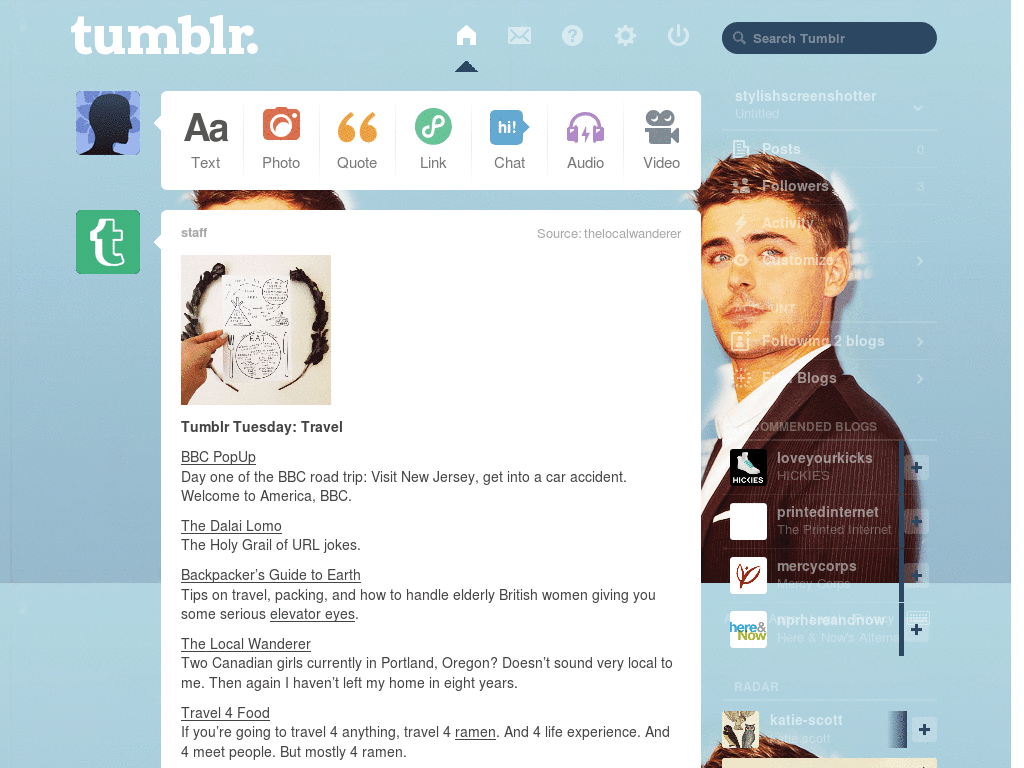 tumblr.
Search Tumblr
Aa
Text
Photo
Quote
Link
hi!
Chat
Audio
Video
stylishscreenshotter
Untitled
Posts 0
Followers 3
Activity
Customize
Following 2 blogs
Blogs
staff
Source: thelocalwanderer
EAT
Tumblr Tuesday: Travel
BBC PopUp
Day one of the BBC road trip: Visit New Jersey, get into a car accident.
Welcome to America, BBC.
The Dalai Lomo
The Holy Grail of URL jokes.
Backpacker's Guide to Earth
Tips on travel, packing, and how to handle elderly British women giving you
some serious elevator eyes.
The Local Wanderer
Two Canadian girls currently in Portland, Oregon? Doesn't sound very local to
me. Then again I haven't left my home in eight years.
Travel 4 Food
If you're going to travel 4 anything, travel 4 ramen. And 4 life experience. And
4 meet people. But mostly 4 ramen.
OMMENDED BLOGS
HICKIES
loveyourkicks
HICKIES
printedinternet
The Printed Internet
mercycorps
Mercy Corps
here&
Now
nprhereandnow
Here & Now's Alterna
RADAR
katie-scott
katie scott